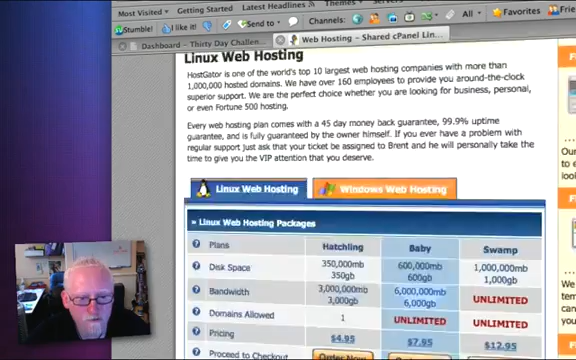 Most Visited Getting Started Latest Headlines Themes
Stumble! I like it! Send to Channels: All Favorites
Dashboard – Thirty Day Challen... Web Hosting – Shared cPanel Lin...
Linux Web Hosting
HostGator is one of the world's top 10 largest web hosting companies with more than
1,000,000 hosted domains. We have over 160 employees to provide you around-the-clock
superior support. We are the perfect choice whether you are looking for business, personal,
or even Fortune 500 hosting.
Every web hosting plan comes with a 45 day money back guarantee, 99.9% uptime
guarantee, and is fully guaranteed by the owner himself. If you ever have a problem with
regular support just ask that your ticket be assigned to Brent and he will personally take the
time to give you the VIP attention that you deserve.
Linux Web Hosting Windows Web Hosting
» Linux Web Hosting Packages
Plans Hatchling Baby Swamp
Disk Space 350,000mb 600,000mb 1,000,000mb
350gb 600gb 1,000gb
Bandwidth 3,000,000mb 6,000,000mb UNLIMITED
3,000gb 6,000gb
Domains Allowed 1 UNLIMITED UNLIMITED
Pricing $4.95 $7.95 $12.95
Proceed to Checkout Order Now